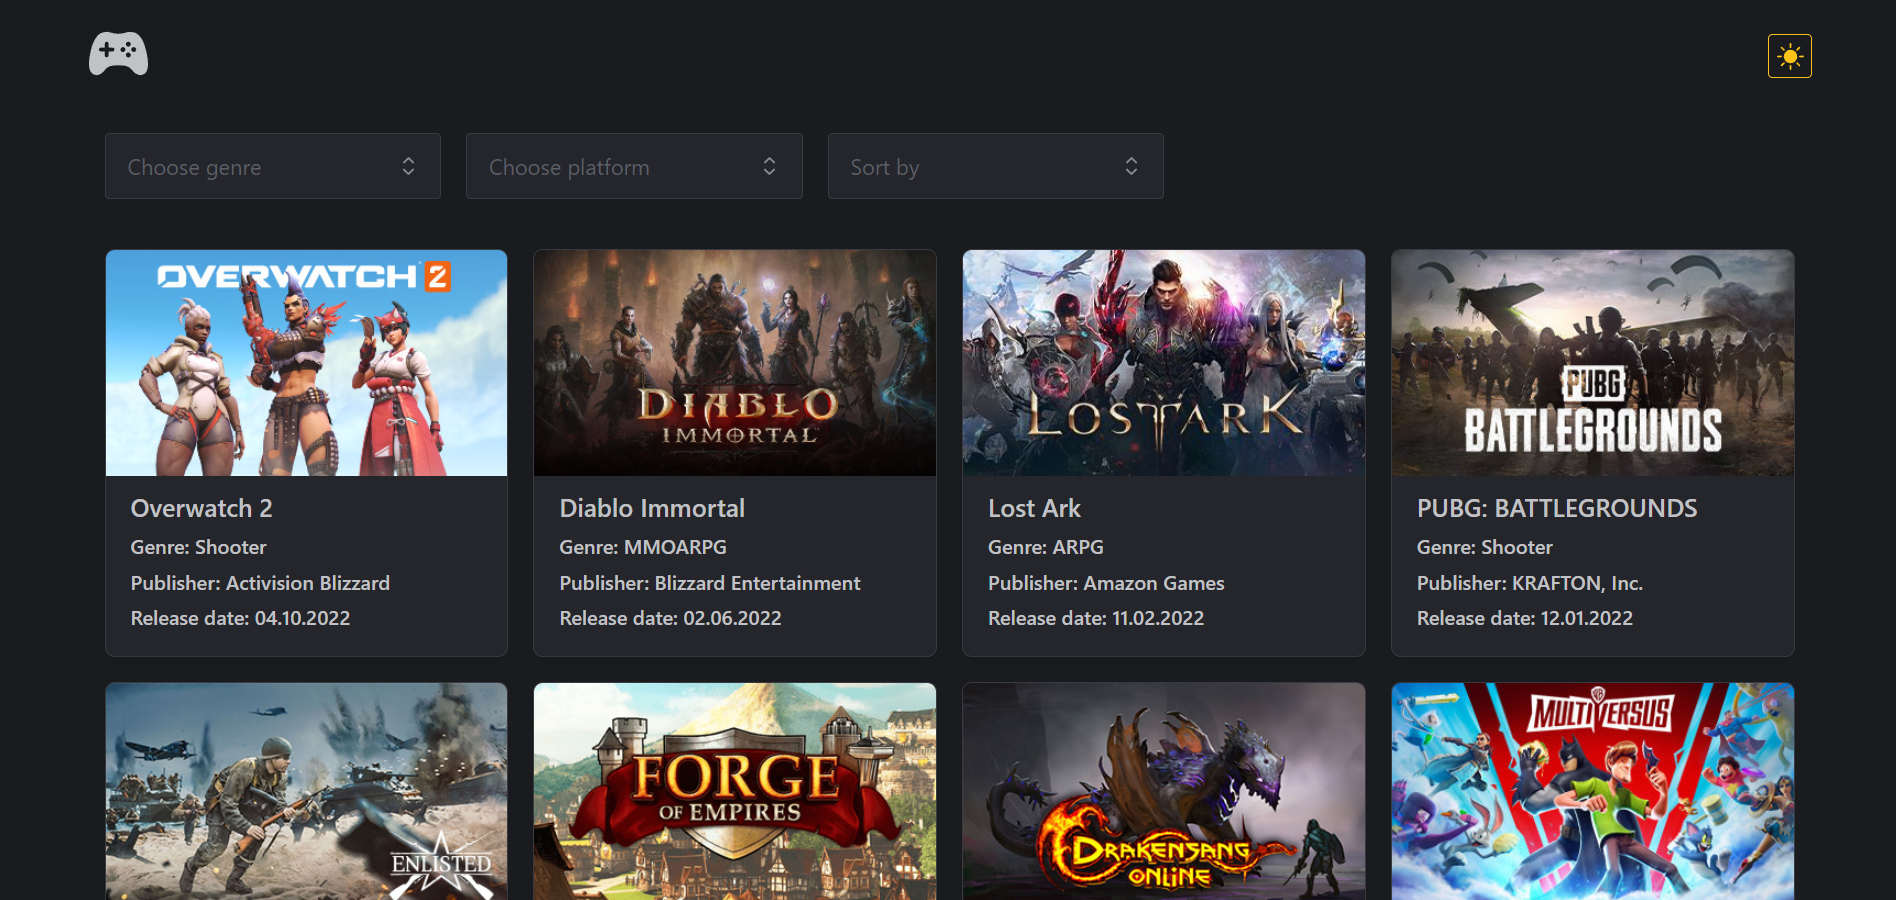 Choose genre
Choose platform
Sort by
OVERWATCH 2
DIABLO
IMMORTAL
LOST ARK
PUBG
BATTLEGROUNDS
Overwatch 2
Genre: Shooter
Publisher: Activision Blizzard
Release date: 04.10.2022
Diablo Immortal
Genre: MMOARPG
Publisher: Blizzard Entertainment
Release date: 02.06.2022
Lost Ark
Genre: ARPG
Publisher: Amazon Games
Release date: 11.02.2022
PUBG: BATTLEGROUNDS
Genre: Shooter
Publisher: KRAFTON, Inc.
Release date: 12.01.2022
ENLISTED
FORGE
OF EMPIRES
DRAKENSANG
ONLINE
MULTIVERSUS